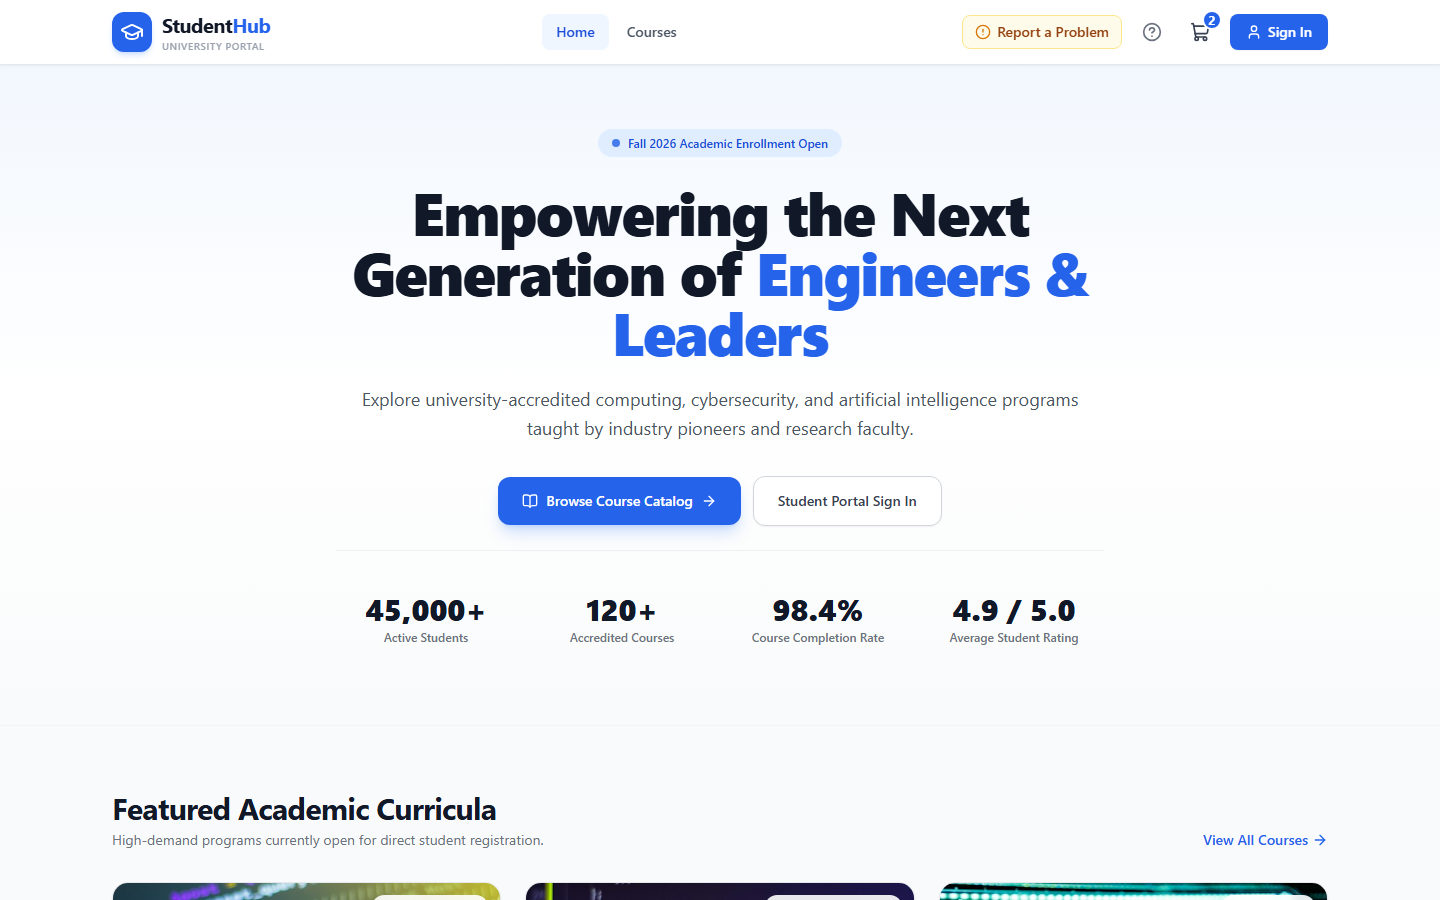 StudentHub
UNIVERSITY PORTAL
Home
Courses
Report a Problem
2
Sign In
Fall 2026 Academic Enrollment Open
Empowering the Next
Generation of Engineers &
Leaders
Explore university-accredited computing, cybersecurity, and artificial intelligence programs
taught by industry pioneers and research faculty.
Browse Course Catalog
Student Portal Sign In
45,000+
Active Students
120+
Accredited Courses
98.4%
Course Completion Rate
4.9 / 5.0
Average Student Rating
Featured Academic Curricula
High-demand programs currently open for direct student registration.
View All Courses